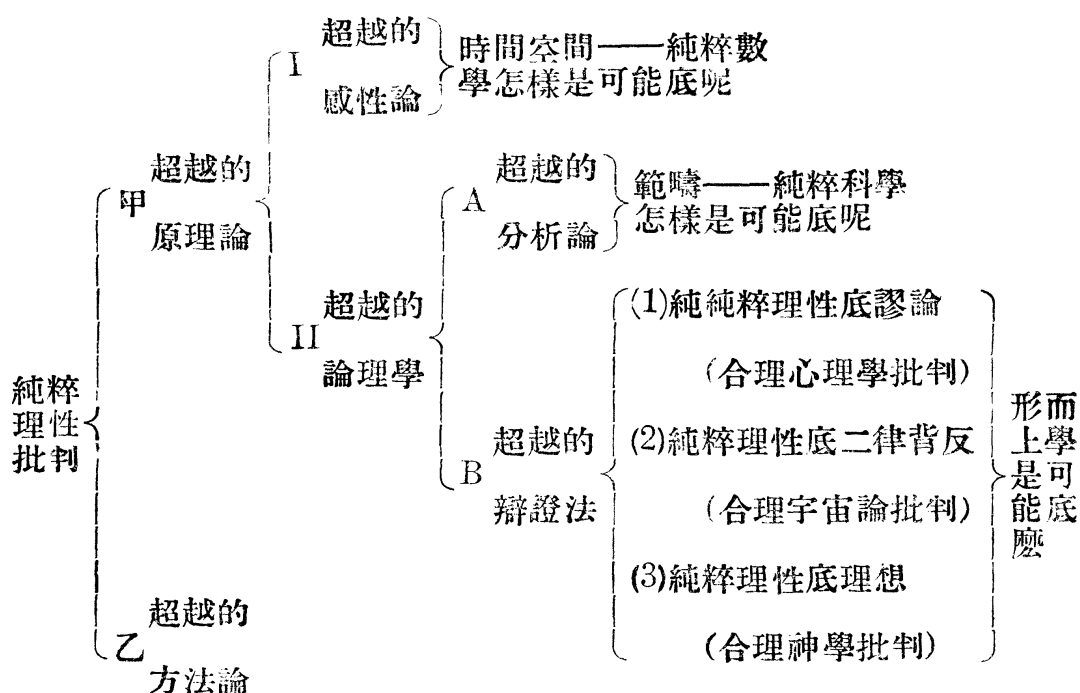 純粹
理性
批判
甲
超越的
原理論
I
超越的
感性論
時間空間——純粹數
學怎樣是可能底呢
II
超越的
論理學
A
超越的
分析論
範疇——純粹科學
怎樣是可能底呢
B
超越的
辯證法
(1)純純粹理性底謬論
(合理心理學批判)
(2)純粹理性底二律背反
(合理宇宙論批判)
(3)純粹理性底理想
(合理神學批判)
形而
上學
是可
能底
麽
乙
超越的
方法論